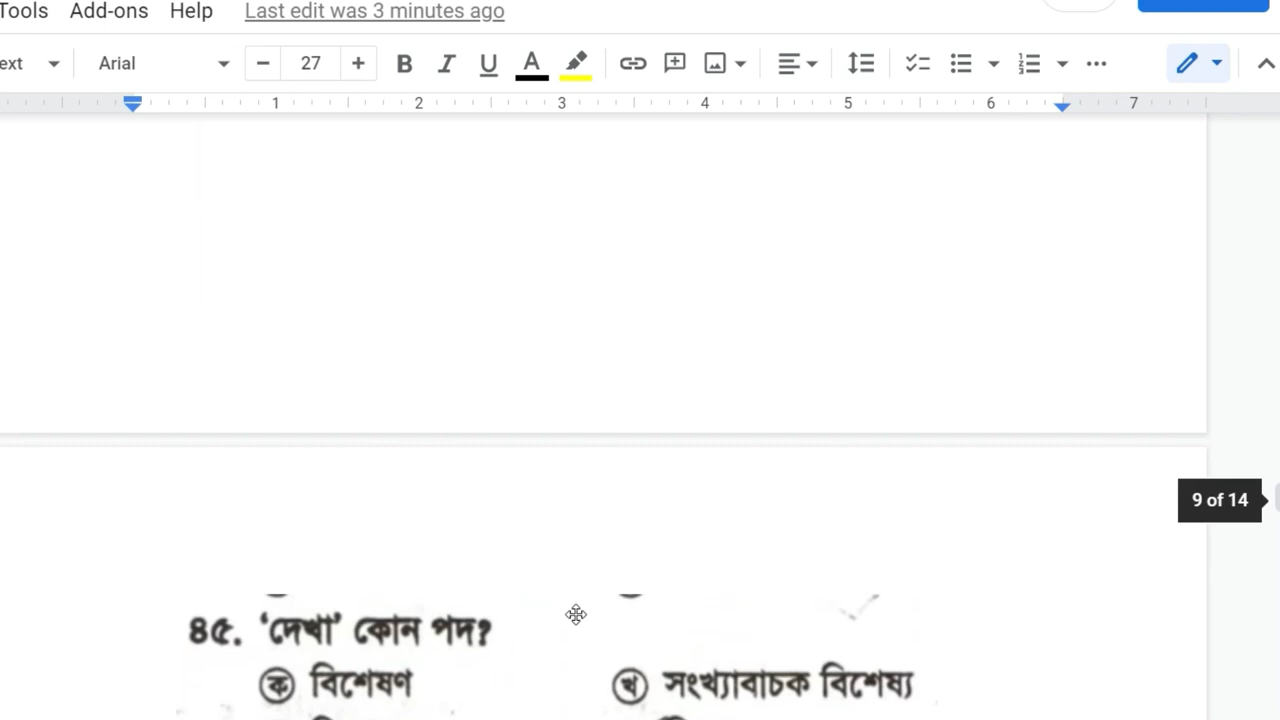 Tools Add-ons Help Last edit was 3 minutes ago
ext Arial 27 B I U A
1 2 3 4 5 6 7
9 of 14
৪৫. ‘দেখা’ কোন পদ?
ক বিশেষণ খ সংখ্যাবাচক বিশেষ্য